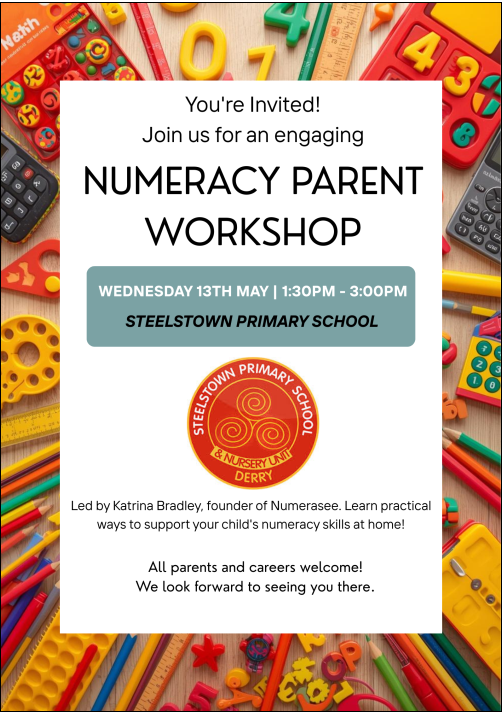 Math
You're Invited!
Join us for an engaging
NUMERACY PARENT
WORKSHOP
WEDNESDAY 13TH MAY | 1:30PM - 3:00PM
STEELSTOWN PRIMARY SCHOOL
STEELSTOWN PRIMARY SCHOOL
& NURSERY UNIT
DERRY
Led by Katrina Bradley, founder of Numerasee. Learn practical
ways to support your child's numeracy skills at home!
All parents and careers welcome!
We look forward to seeing you there.